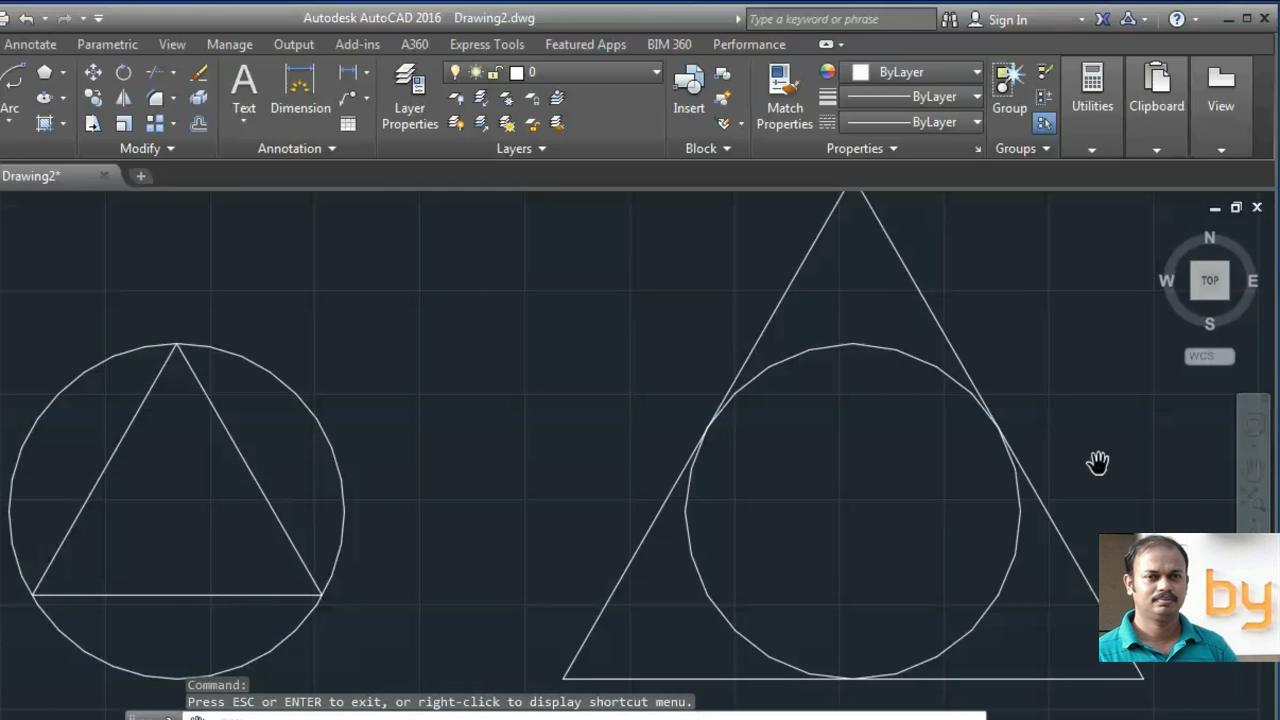 Autodesk AutoCAD 2016 Drawing2.dwg
Type a keyword or phrase
Sign In
Annotate Parametric View Manage Output Add-ins A360 Express Tools Featured Apps BIM 360 Performance
0
ByLayer
ByLayer
ByLayer
Arc
Text
Dimension
Layer
Properties
Insert
Match
Properties
Group
Utilities
Clipboard
View
Modify
Annotation
Layers
Block
Properties
Groups
Drawing2*
N
W
TOP
E
S
WCS
by
Command:
Press ESC or ENTER to exit, or right-click to display shortcut menu.